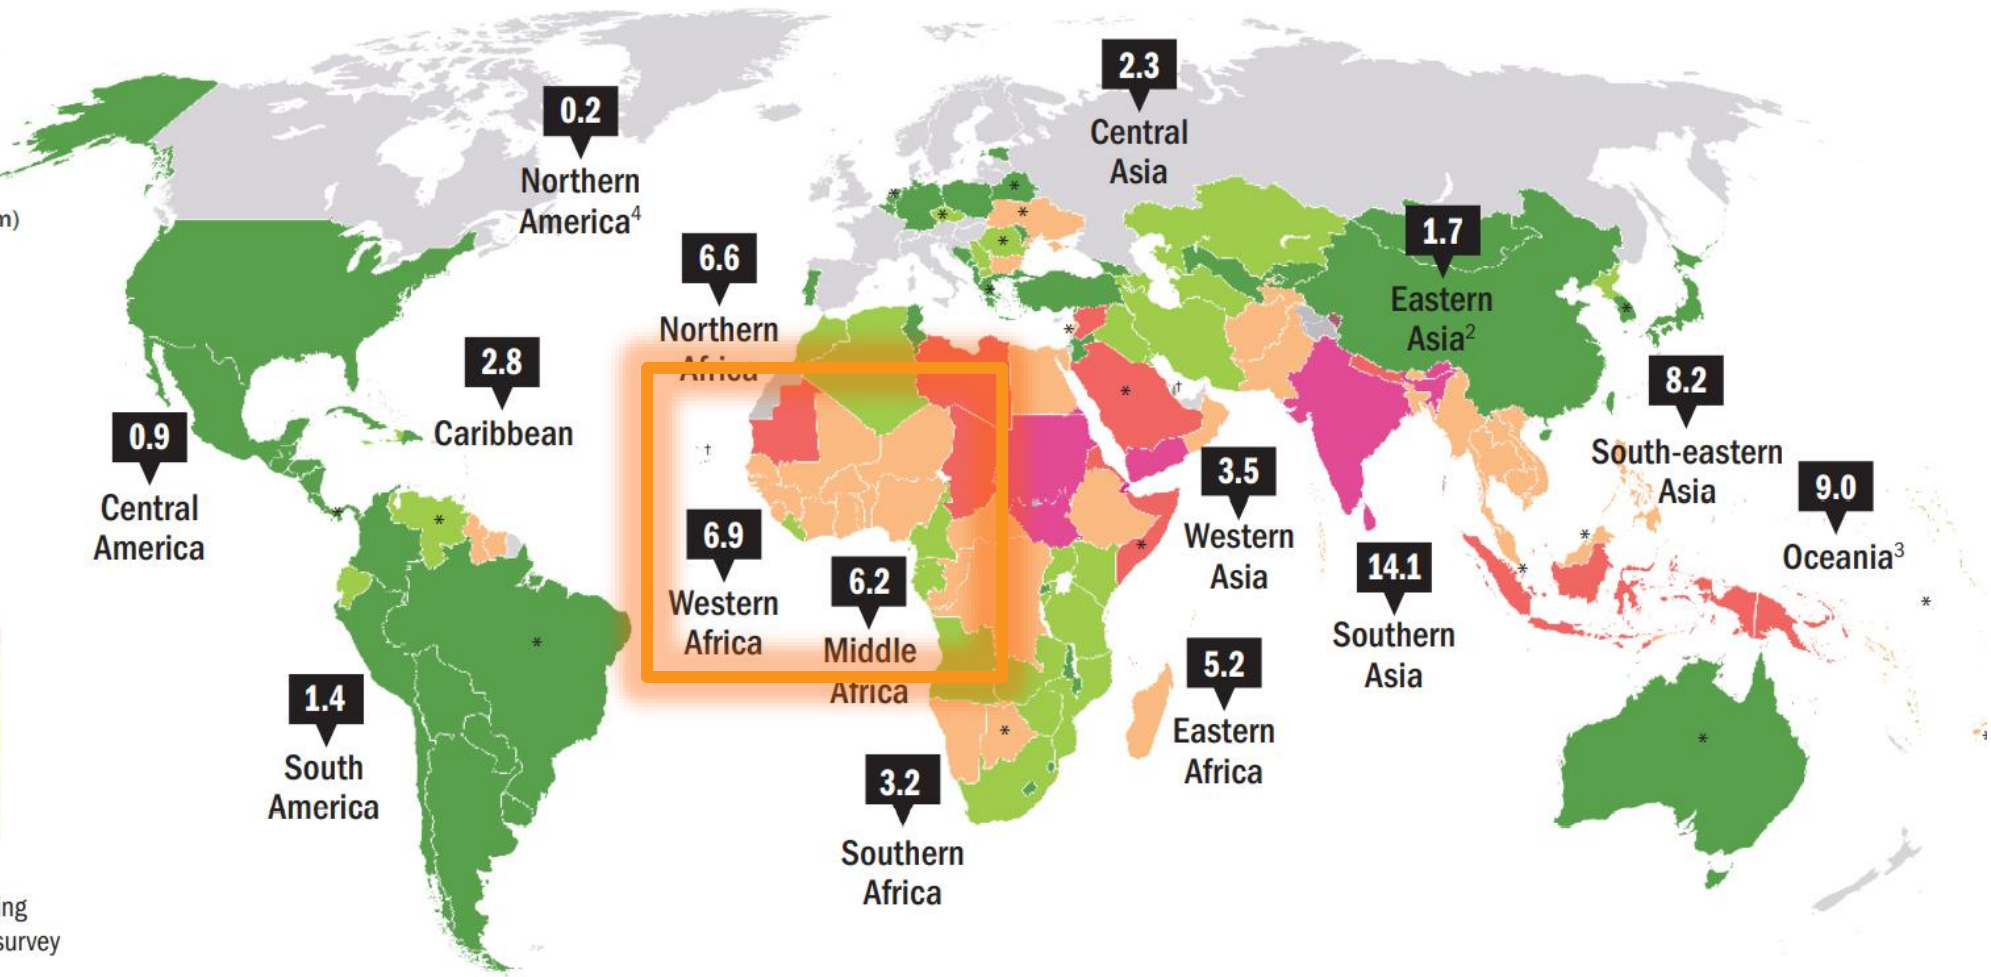 2.3
Central
Asia
0.2
Northern
America⁴
m)
1.7
Eastern
Asia²
6.6
Northern
Africa
2.8
Caribbean
8.2
South-eastern
Asia
0.9
Central
America
3.5
Western
Asia
9.0
Oceania³
6.9
Western
Africa
6.2
Middle
Africa
14.1
Southern
Asia
5.2
Eastern
Africa
1.4
South
America
3.2
Southern
Africa
ing
survey